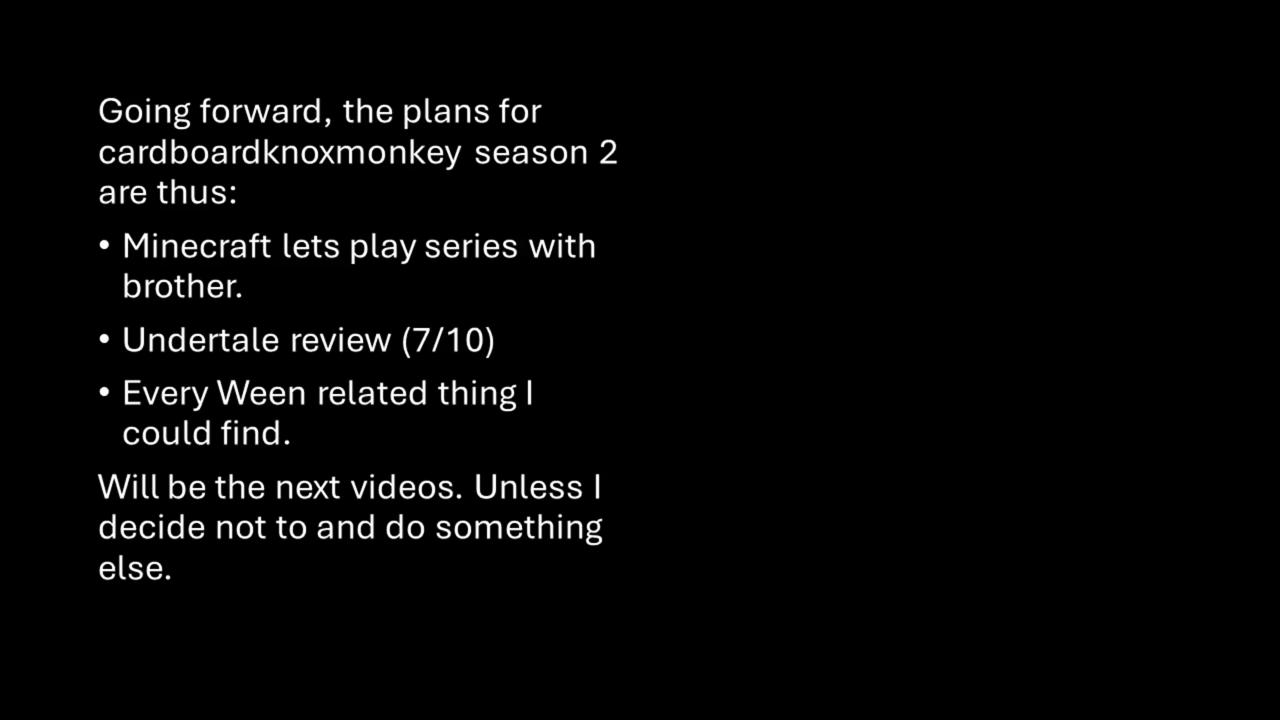 Going forward, the plans for
cardboardknoxmonkey season 2
are thus:
• Minecraft lets play series with
brother.
• Undertale review (7/10)
• Every Ween related thing I
could find.
Will be the next videos. Unless I
decide not to and do something
else.